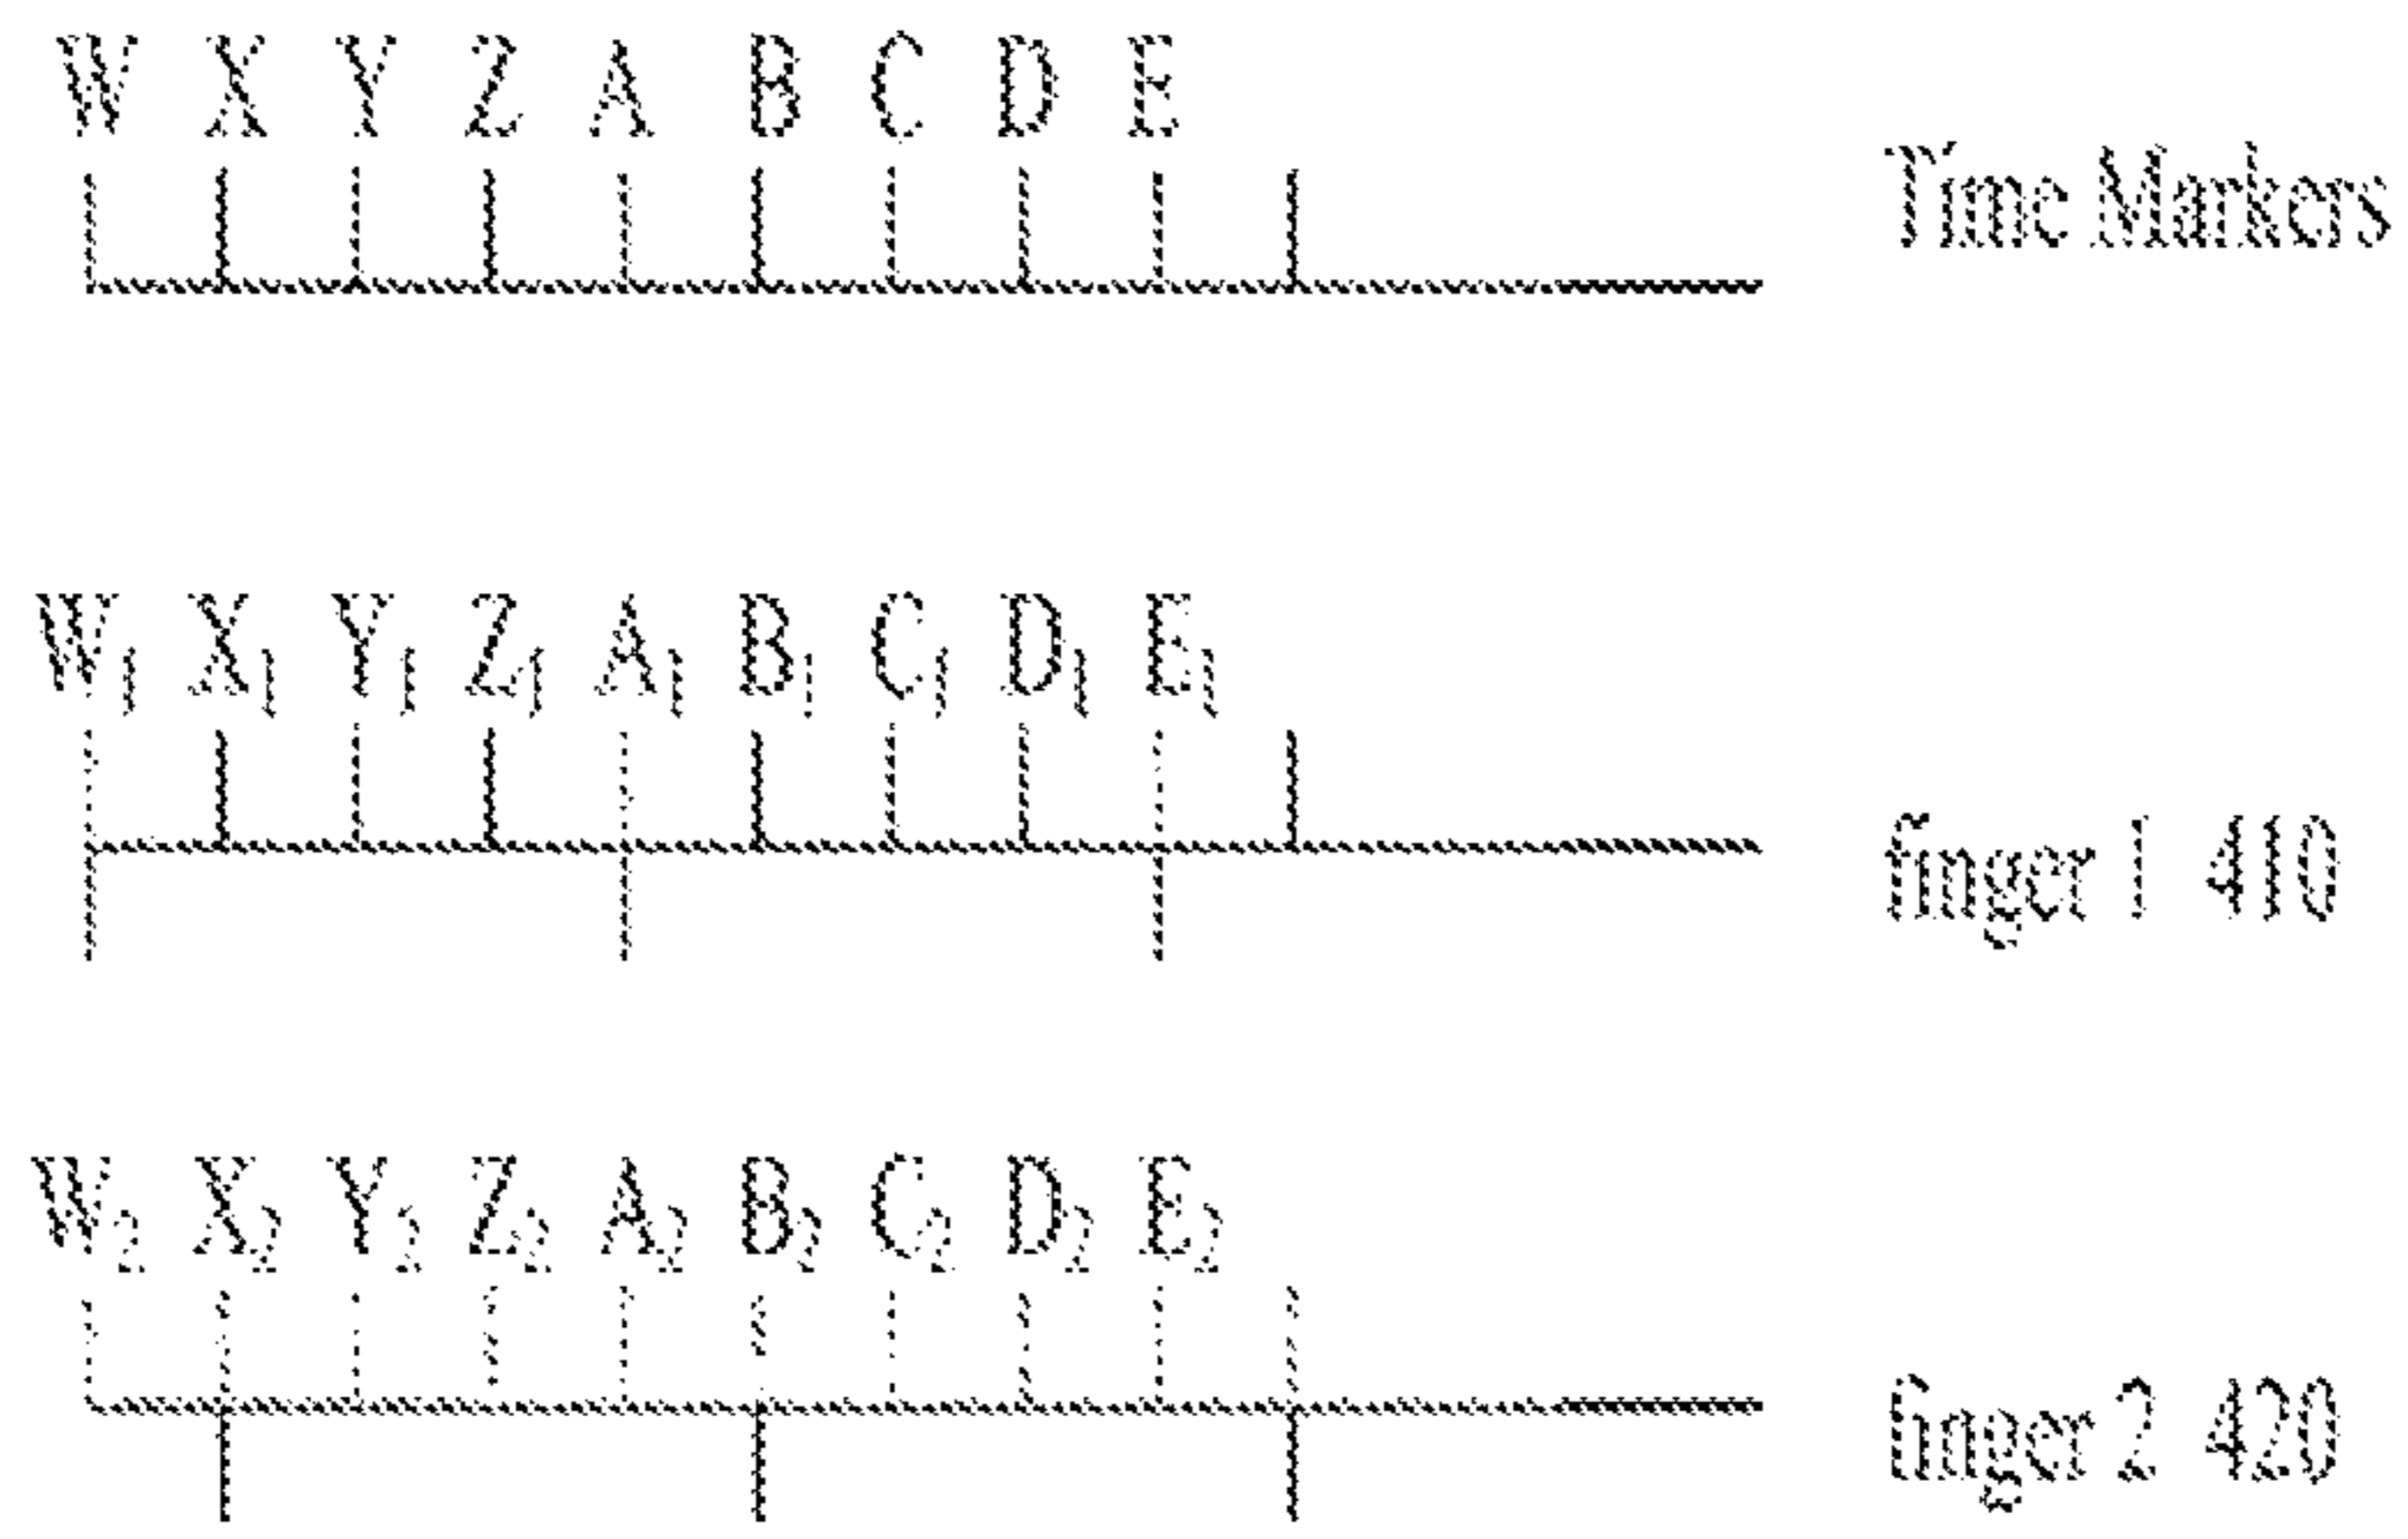 W X Y Z A B C D E
Time Markers
W1 X1 Y1 Z1 A1 B1 C1 D1 E1
finger 1 410
W2 X2 Y2 Z2 A2 B2 C2 D2 E2
finger 2 420